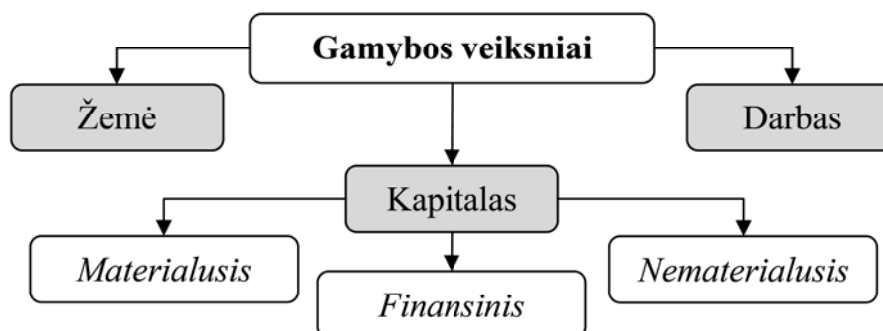 Gamybos veiksniai
Žemė
Darbas
Kapitalas
Materialusis
Finansinis
Nematerialusis